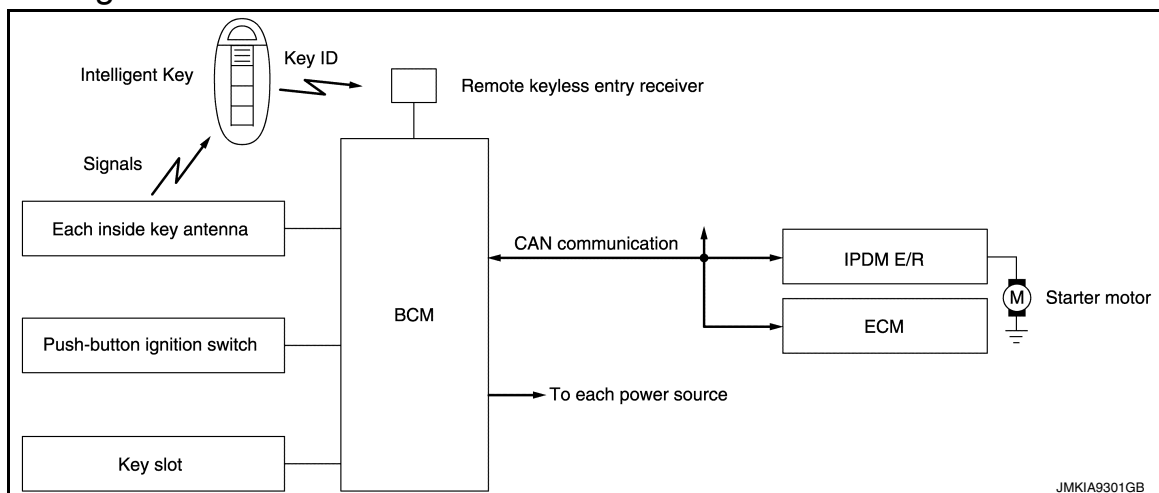 Key ID
Intelligent Key
Remote keyless entry receiver
Signals
Each inside key antenna
CAN communication
IPDM E/R
M
Starter motor
BCM
ECM
Push-button ignition switch
To each power source
Key slot
JMKIA9301GB